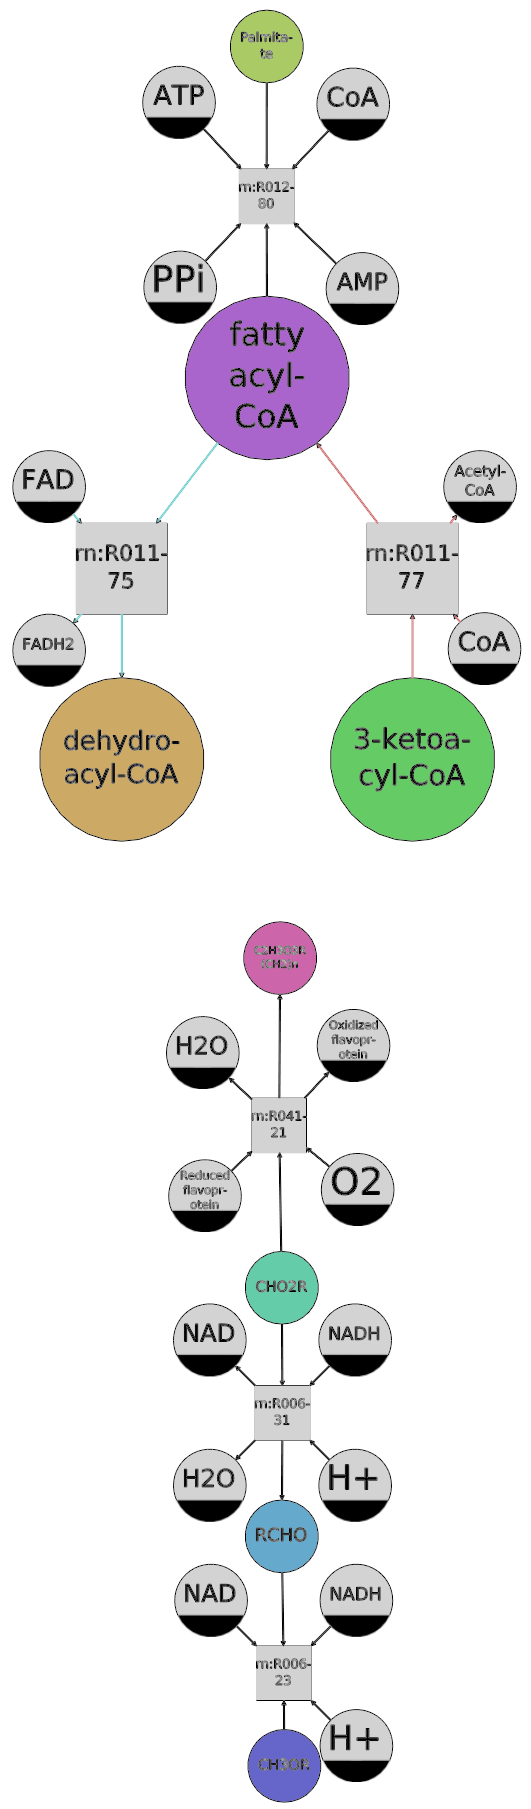 Palmita-
te
ATP
CoA
rn:R012-
80
PPi
AMP
fatty
acyl-
CoA
FAD
Acetyl-
CoA
rn:R011-
75
rn:R011-
77
FADH2
CoA
dehydro-
acyl-CoA
3-ketoa-
cyl-CoA
H2O
Oxidized
flavopr-
otein
rn:R041-
21
Reduced
flavopr-
otein
O2
CHO2R
NAD
NADH
rn:R006-
31
H2O
H+
RCHO
NAD
NADH
rn:R006-
23
H+
CH3OR